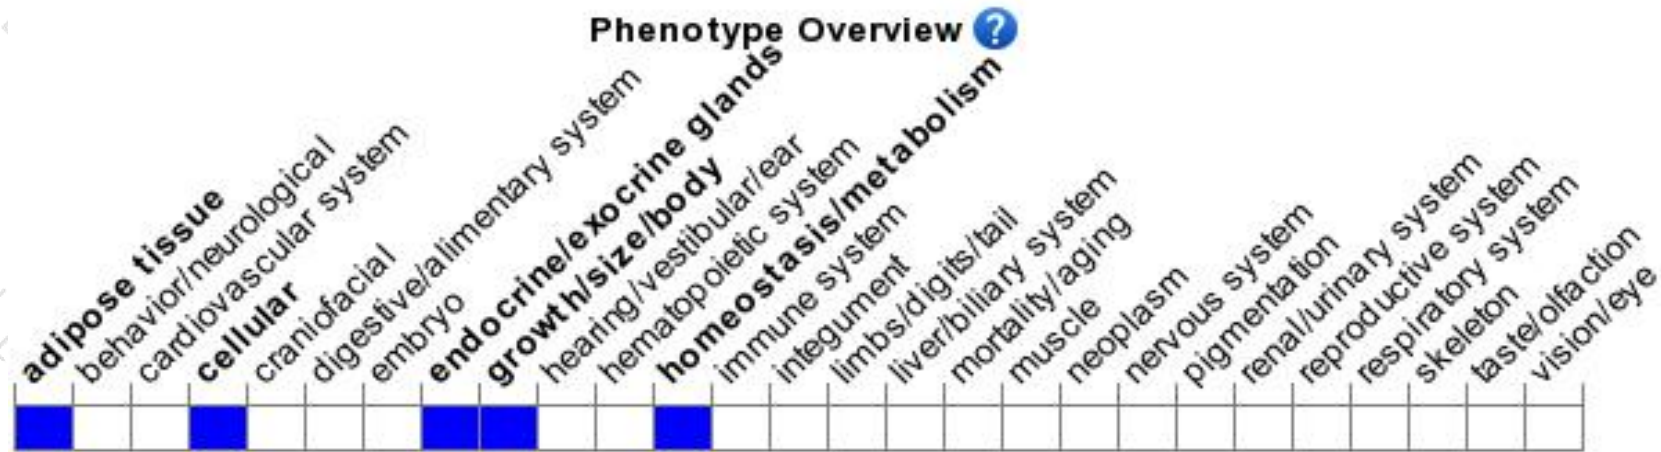 Phenotype Overview ?
adipose tissue
behavior/neurological
cardiovascular system
cellular
craniofacial
digestive/alimentary system
embryo
endocrine/exocrine glands
growth/size/body
hearing/vestibular/ear
hematopoietic system
homeostasis/metabolism
immune system
integument
limbs/digits/tail
liver/biliary system
mortality/aging
muscle
neoplasm
nervous system
pigmentation
renal/urinary system
reproductive system
respiratory system
skeleton
taste/olfaction
vision/eye